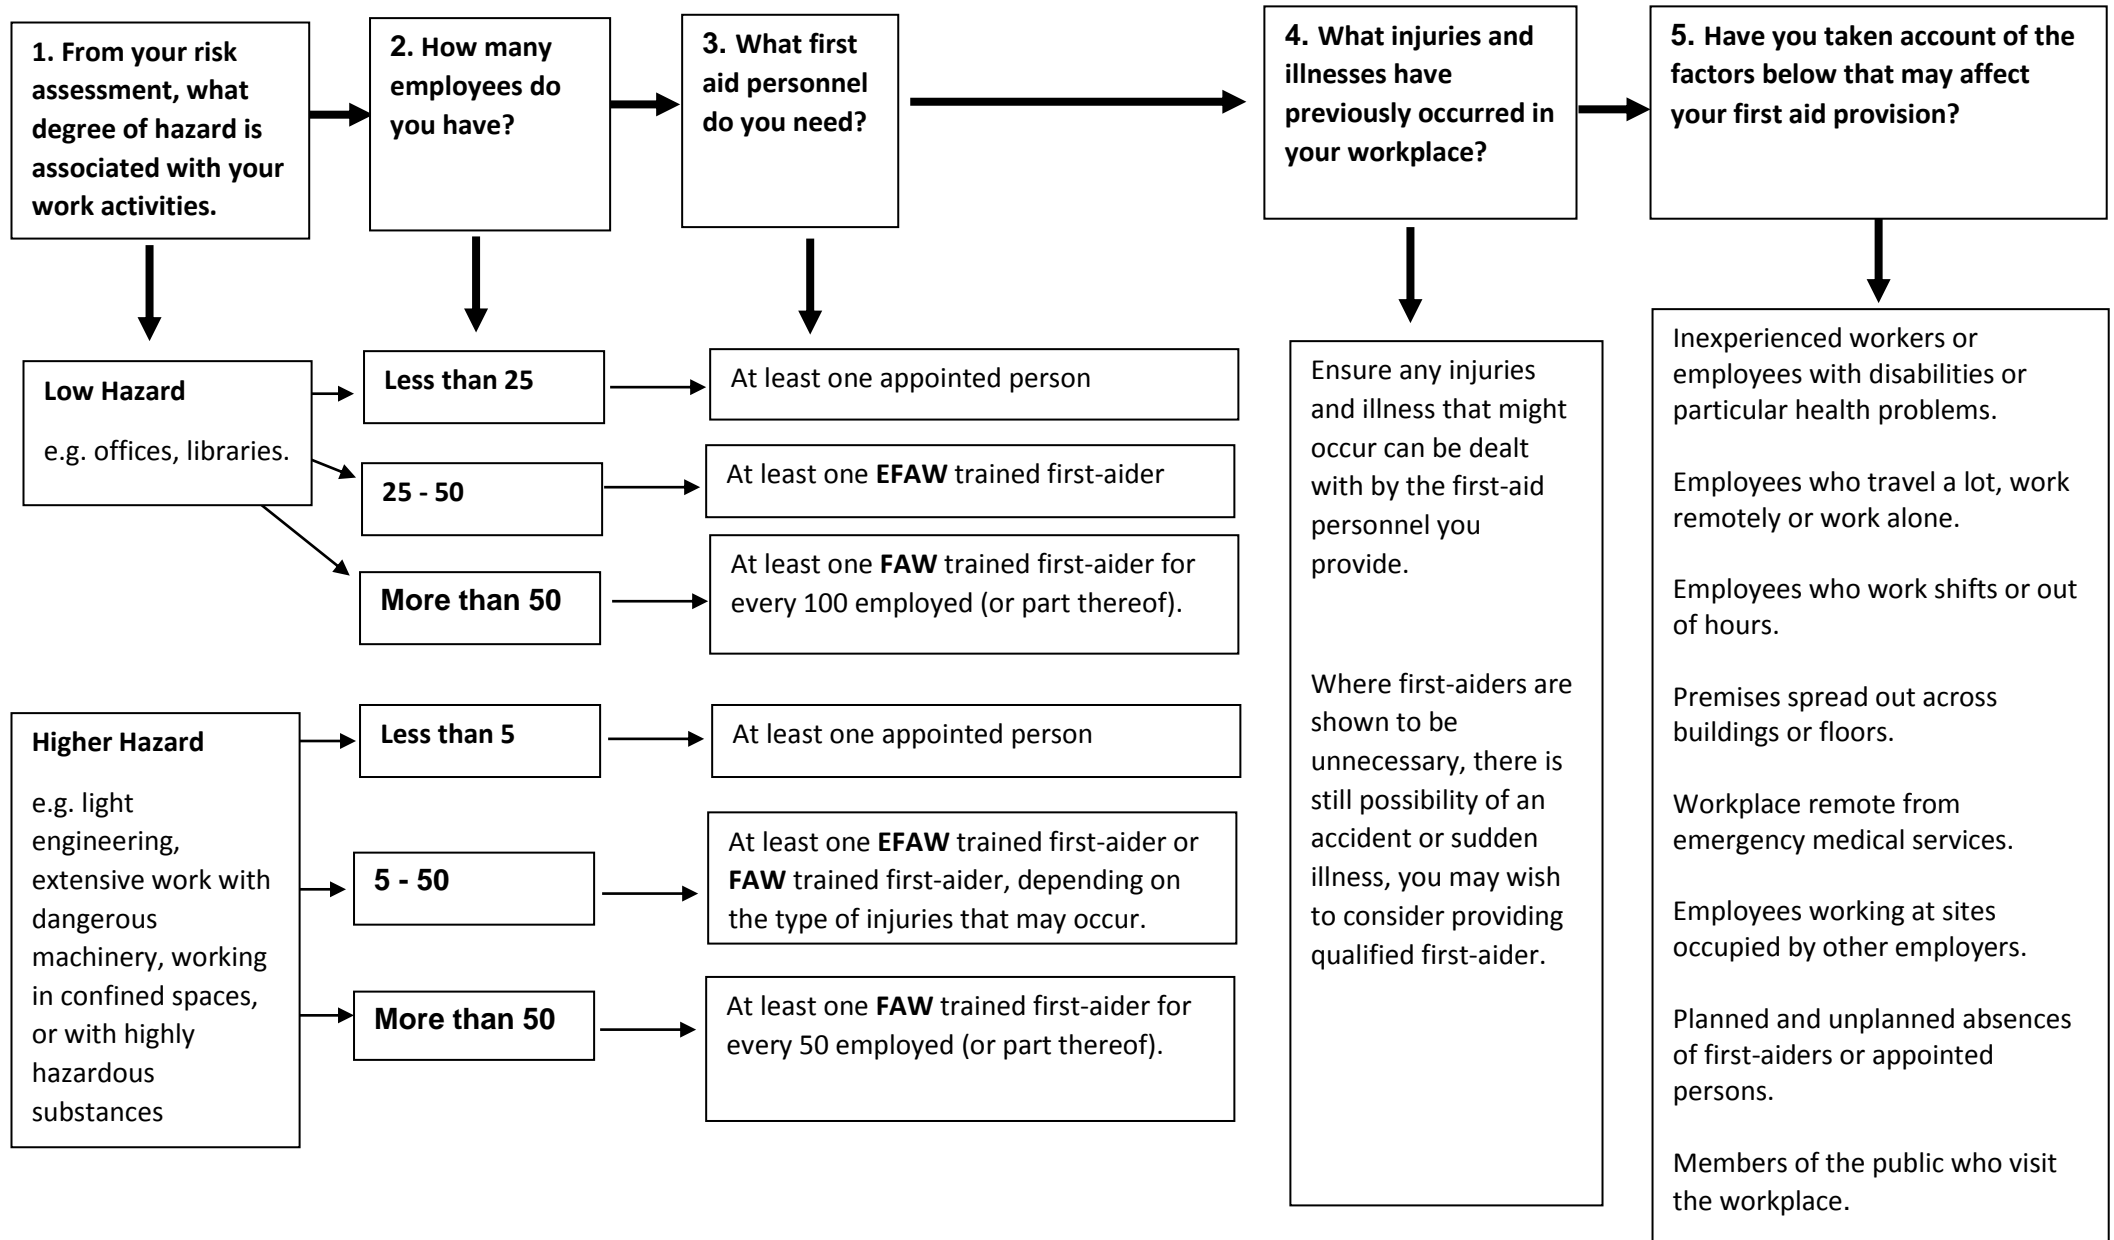 1. From your risk
assessment, what
degree of hazard is
associated with your
work activities.
2. How many
employees do
you have?
3. What first
aid personnel
do you need?
4. What injuries and
illnesses have
previously occurred in
your workplace?
5. Have you taken account of the
factors below that may affect
your first aid provision?
Low Hazard
e.g. offices, libraries.
Less than 25
At least one appointed person
25 - 50
At least one EFAW trained first-aider
More than 50
At least one FAW trained first-aider for
every 100 employed (or part thereof).
Higher Hazard
e.g. light
engineering,
extensive work with
dangerous
machinery, working
in confined spaces,
or with highly
hazardous
substances
Less than 5
At least one appointed person
5 - 50
At least one EFAW trained first-aider or
FAW trained first-aider, depending on
the type of injuries that may occur.
More than 50
At least one FAW trained first-aider for
every 50 employed (or part thereof).
Ensure any injuries
and illness that might
occur can be dealt
with by the first-aid
personnel you
provide.
Where first-aiders are
shown to be
unnecessary, there is
still possibility of an
accident or sudden
illness, you may wish
to consider providing
qualified first-aider.
Inexperienced workers or
employees with disabilities or
particular health problems.
Employees who travel a lot, work
remotely or work alone.
Employees who work shifts or out
of hours.
Premises spread out across
buildings or floors.
Workplace remote from
emergency medical services.
Employees working at sites
occupied by other employers.
Planned and unplanned absences
of first-aiders or appointed
persons.
Members of the public who visit
the workplace.